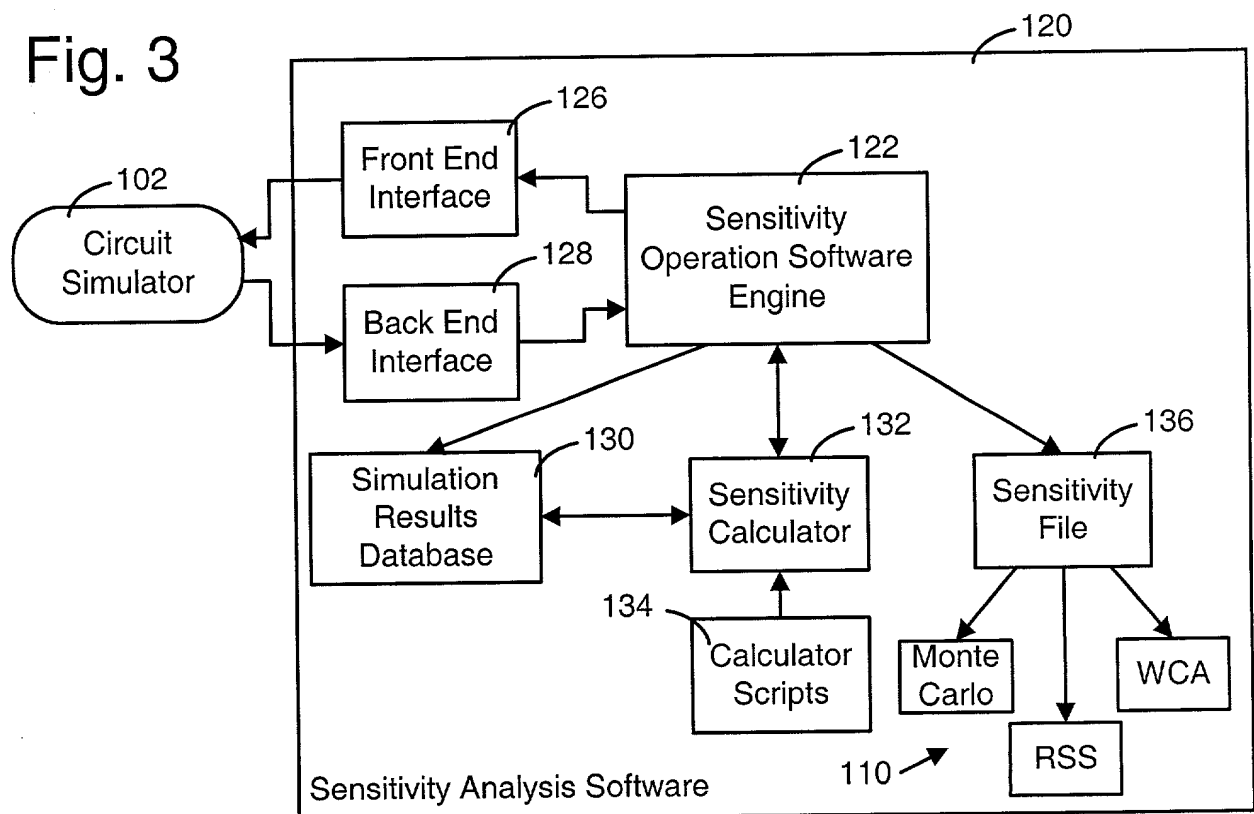 Fig. 3
120
126
Front End
Interface
122
Sensitivity
Operation Software
Engine
102
Circuit
Simulator
128
Back End
Interface
130
Simulation
Results
Database
132
Sensitivity
Calculator
136
Sensitivity
File
134
Calculator
Scripts
Monte
Carlo
WCA
RSS
110
Sensitivity Analysis Software